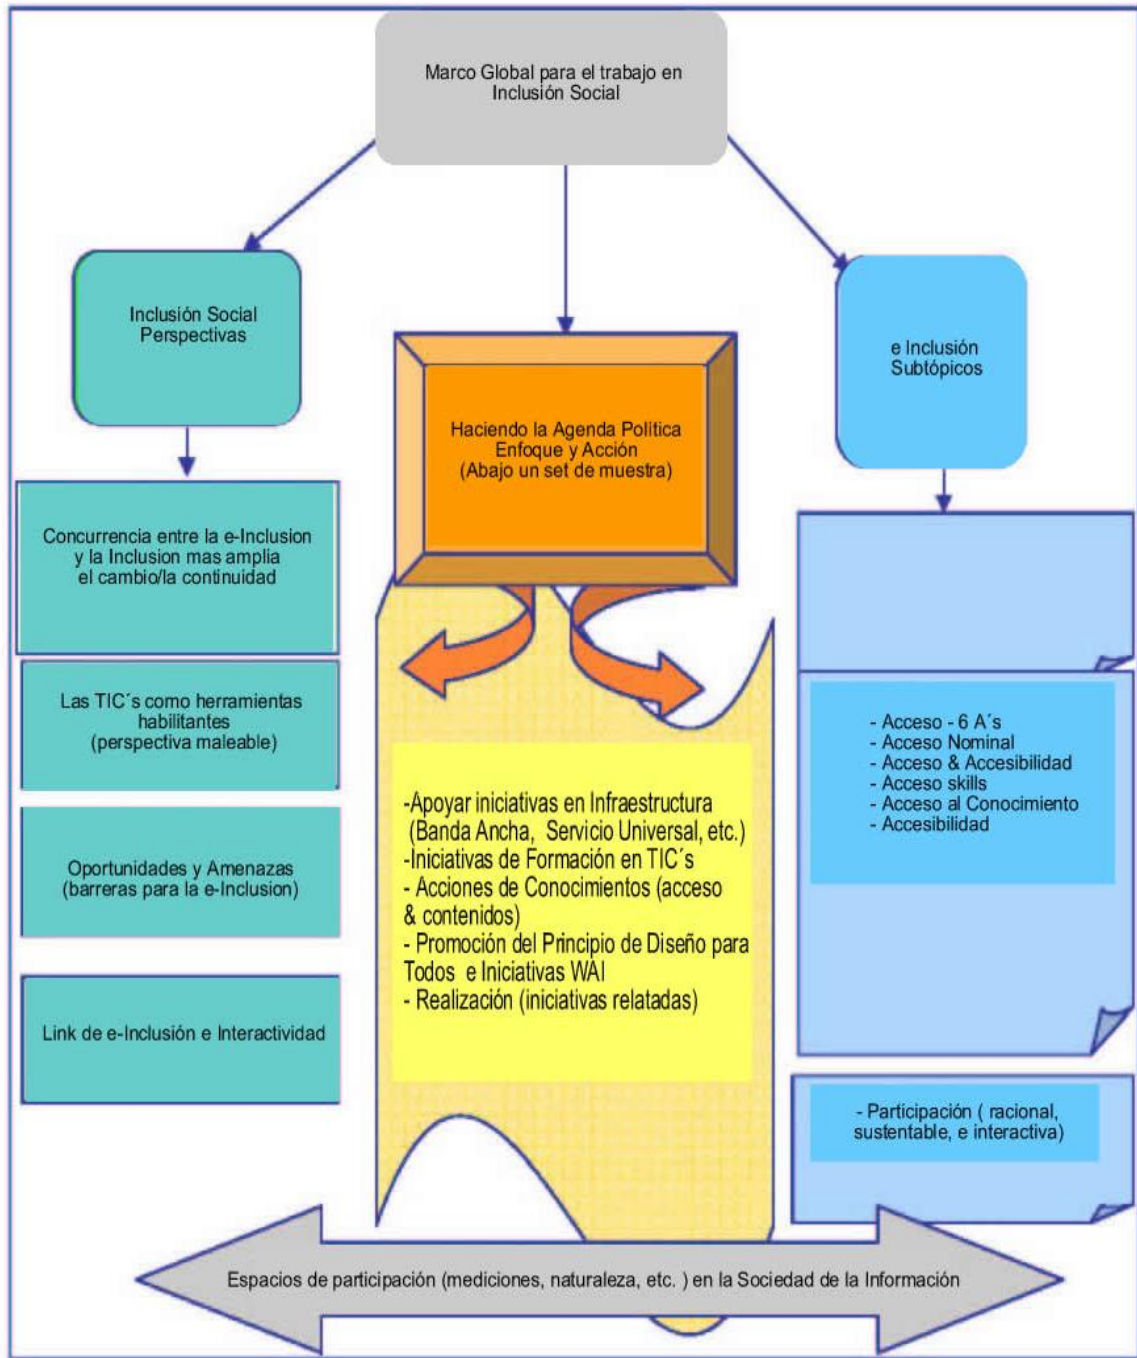 Marco Global para el trabajo en
Inclusión Social
Inclusión Social
Perspectivas
Concurrencia entre la e-Inclusion
y la Inclusion mas amplia
el cambio/la continuidad
Las TIC´s como herramientas
habilitantes
(perspectiva maleable)
Oportunidades y Amenazas
(barreras para la e-Inclusion)
Link de e-Inclusión e Interactividad
Haciendo la Agenda Política
Enfoque y Acción
(Abajo un set de muestra)
-Apoyar iniciativas en Infraestructura
(Banda Ancha, Servicio Universal, etc.)
-Iniciativas de Formación en TIC´s
- Acciones de Conocimientos (acceso
& contenidos)
- Promoción del Principio de Diseño para
Todos e Iniciativas WAI
- Realización (iniciativas relatadas)
e Inclusión
Subtópicos
- Acceso - 6 A´s
- Acceso Nominal
- Acceso & Accesibilidad
- Acceso skills
- Acceso al Conocimiento
- Accesibilidad
- Participación ( racional,
sustentable, e interactiva)
Espacios de participación (mediciones, naturaleza, etc. ) en la Sociedad de la Información